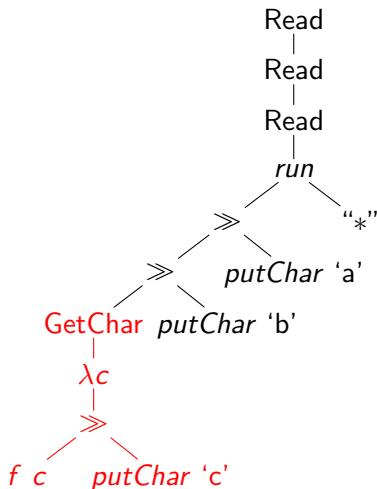 Read
Read
Read
run
≫ “*”
≫ putChar ‘a’
GetChar putChar ‘b’
λc
≫
f c putChar ‘c’